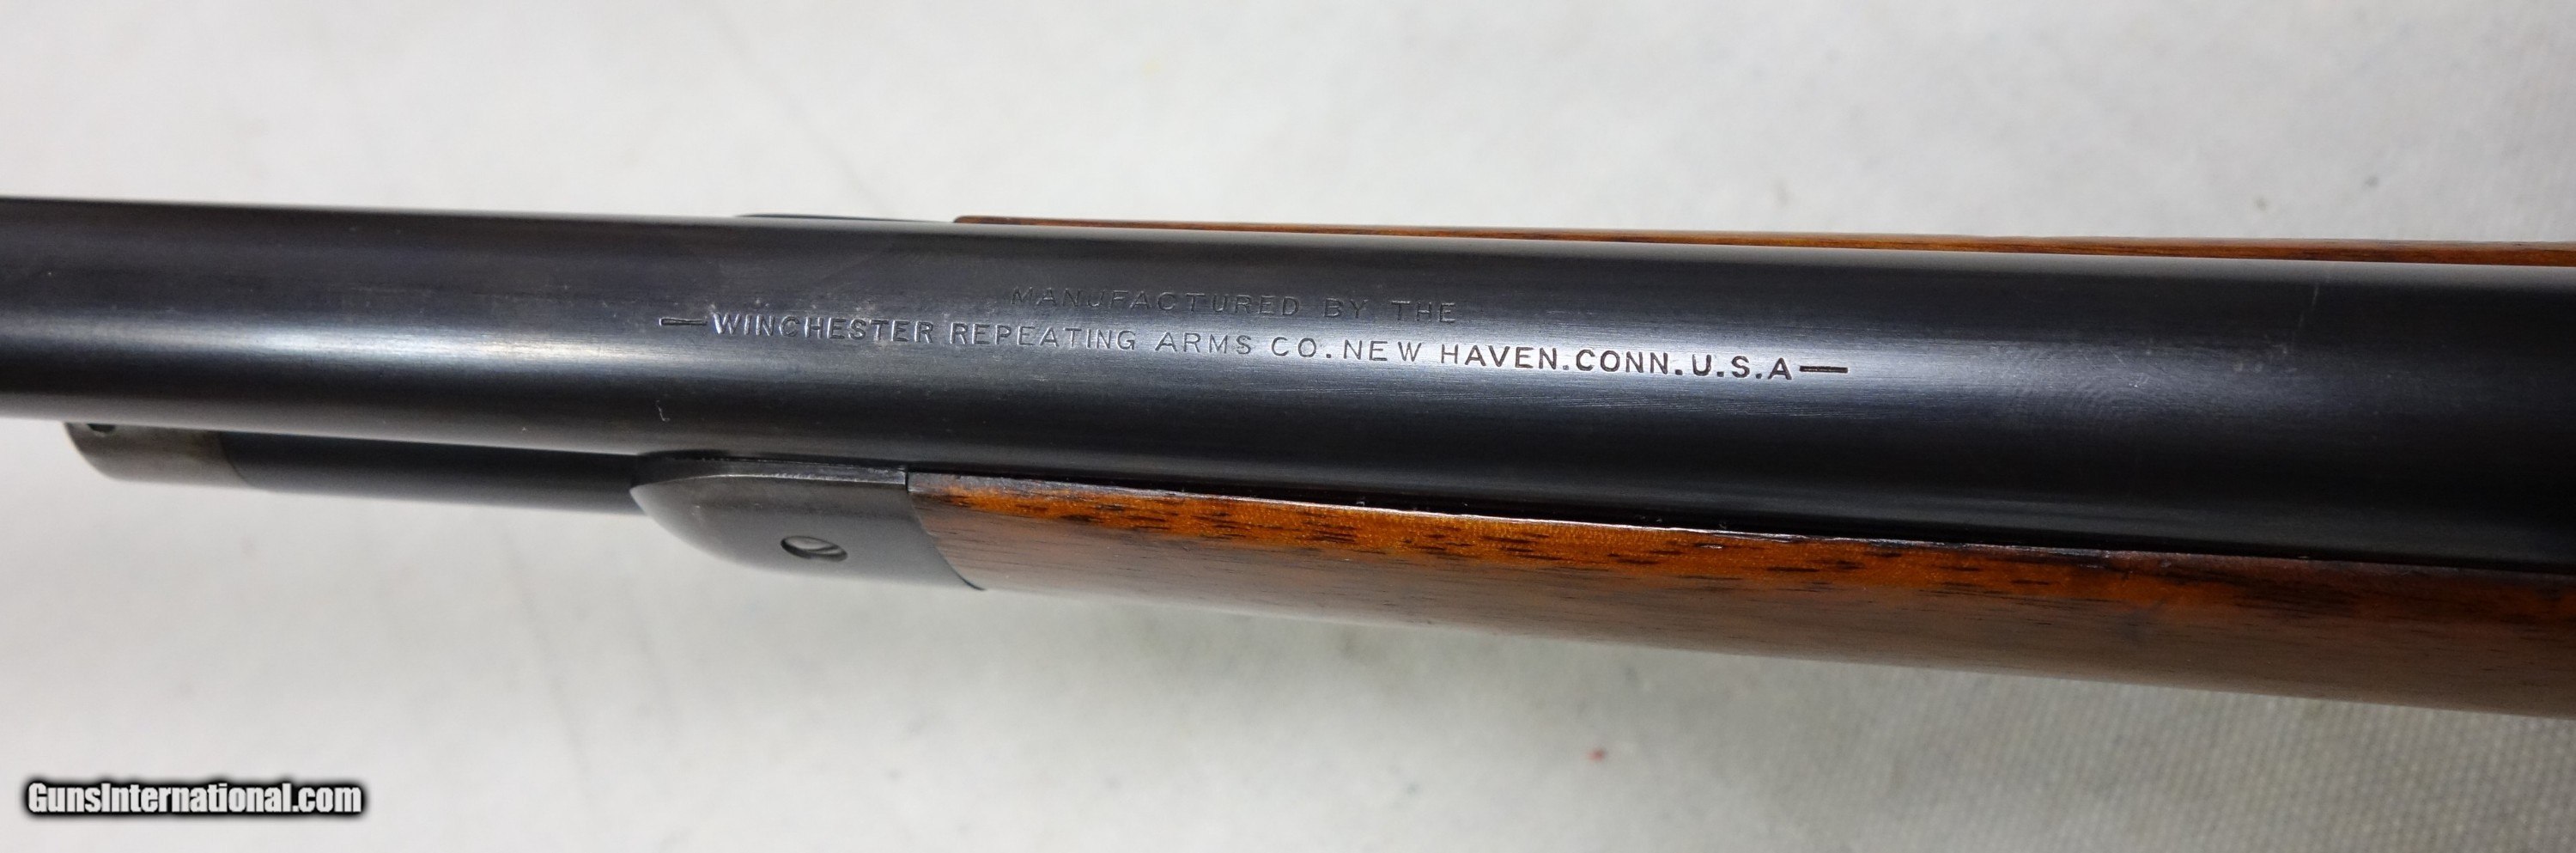 MANUFACTURED BY THE
—WINCHESTER REPEATING ARMS CO. NEW HAVEN. CONN. U.S.A—
GunsInternational.com